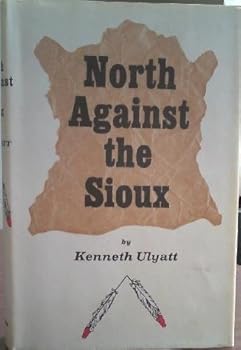 North
Against
the
Sioux
by
Kenneth Ulyatt